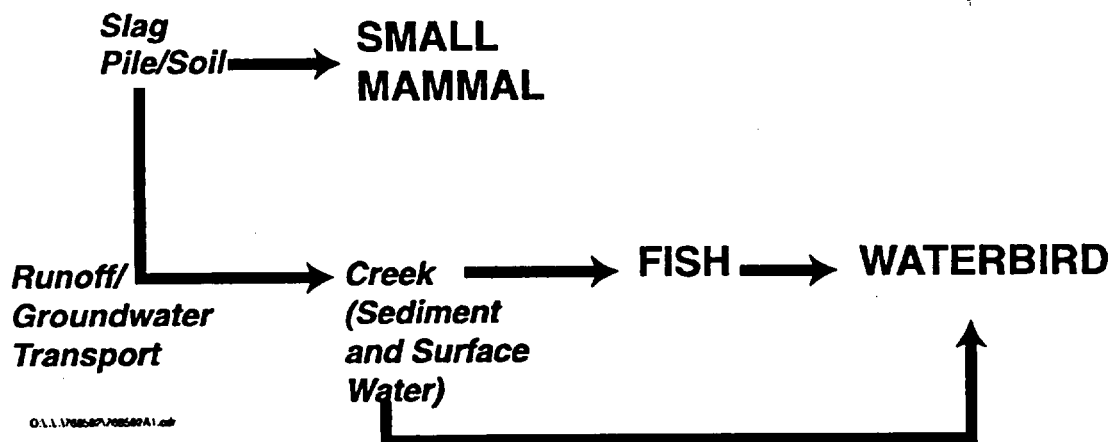 Slag
Pile/Soil
SMALL
MAMMAL
Runoff/
Groundwater
Transport
Creek
(Sediment
and Surface
Water)
FISH
WATERBIRD